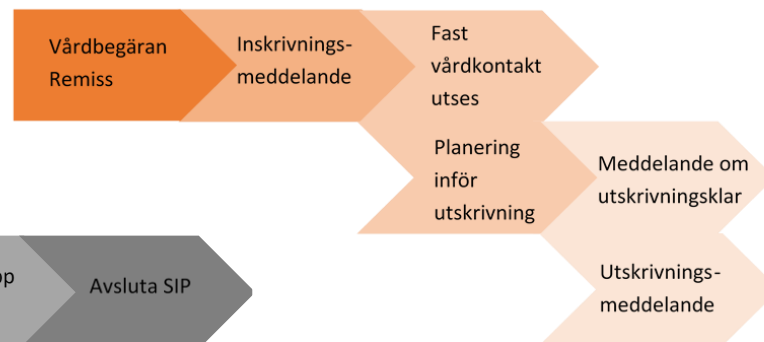 Vårdbegäran
Remiss
Inskrivnings-
meddelande
Fast
vårdkontakt
utses
Planering
inför
utskrivning
Meddelande om
utskrivningsklar
Utskrivnings-
meddelande
Avsluta SIP